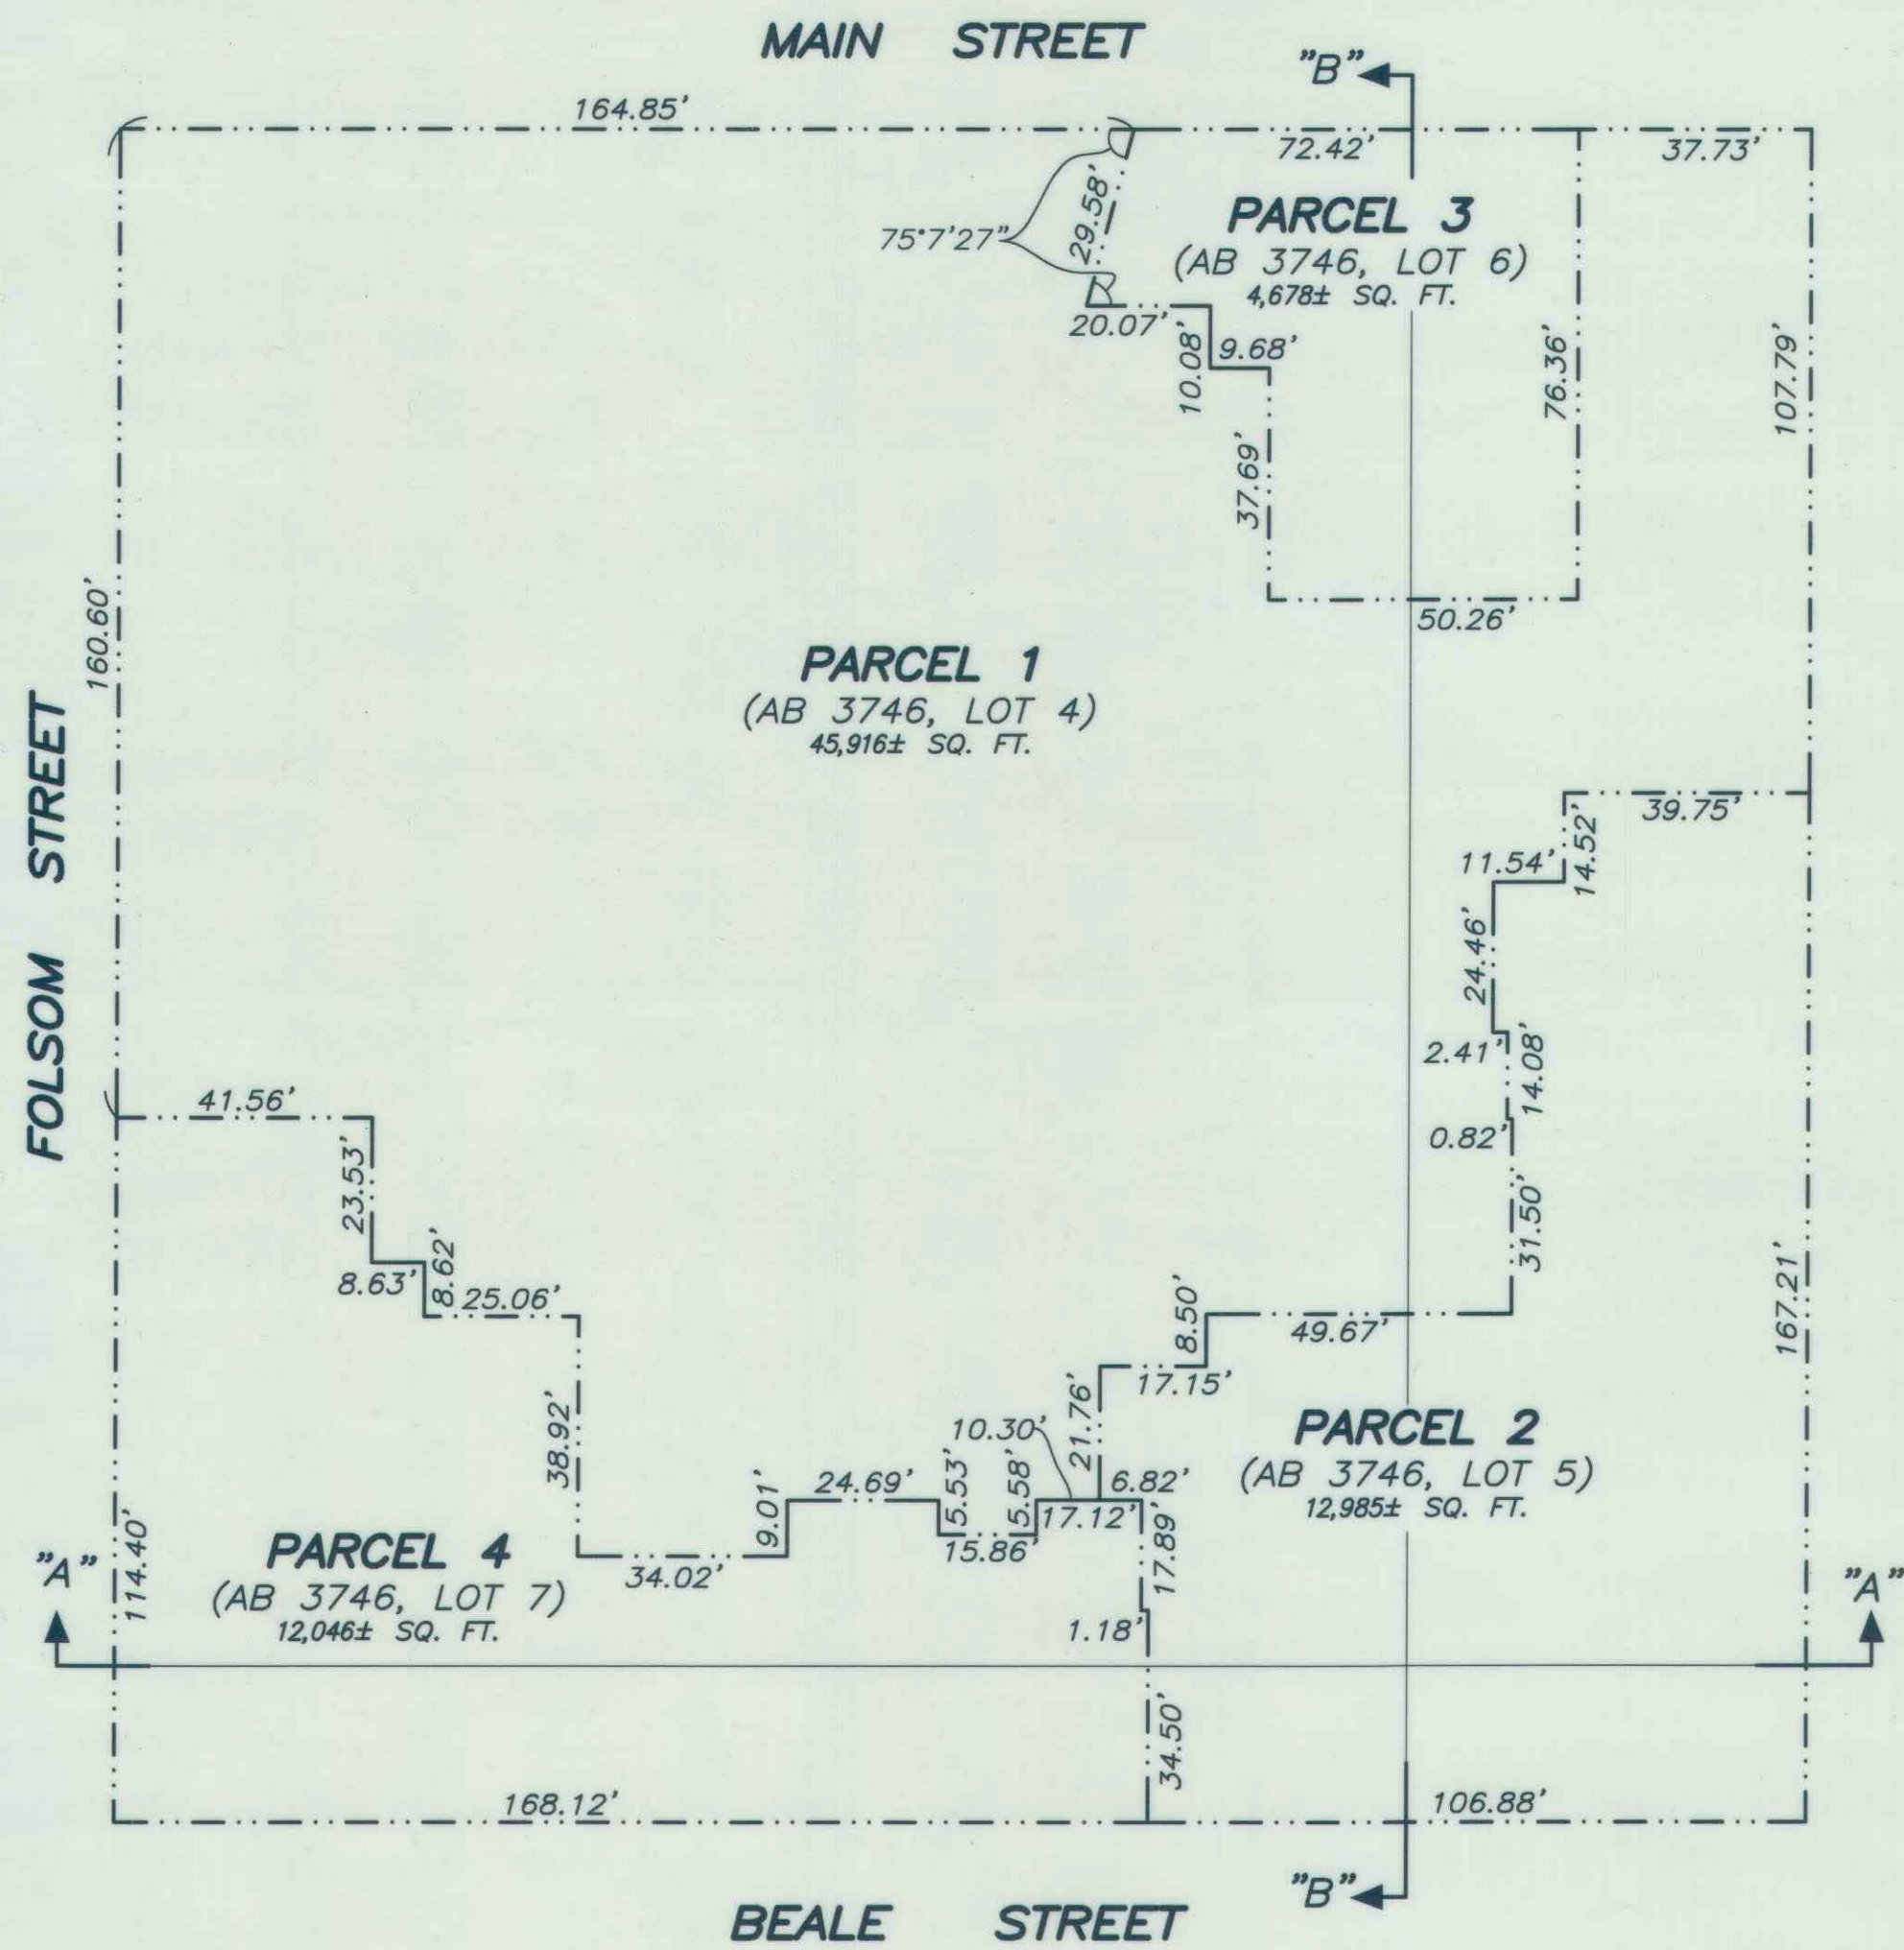 MAIN STREET
"B"
164.85'
72.42'
37.73'
29.58'
75°7'27"
PARCEL 3
(AB 3746, LOT 6)
4,678± SQ. FT.
20.07'
10.08'
9.68'
76.36'
107.79'
37.69'
50.26'
160.60'
PARCEL 1
(AB 3746, LOT 4)
45,916± SQ. FT.
FOLSOM STREET
39.75'
14.52'
11.54'
24.46'
2.41'
14.08'
0.82'
31.50'
41.56'
23.53'
8.63'
8.62'
25.06'
167.21'
8.50'
49.67'
17.15'
21.76'
10.30'
38.92'
PARCEL 2
(AB 3746, LOT 5)
12,985± SQ. FT.
24.69'
5.53'
5.58'
6.82'
17.12'
9.01'
15.86'
17.89'
34.02'
114.40'
PARCEL 4
(AB 3746, LOT 7)
12,046± SQ. FT.
"A"
"A"
1.18'
34.50'
168.12'
106.88'
"B"
BEALE STREET